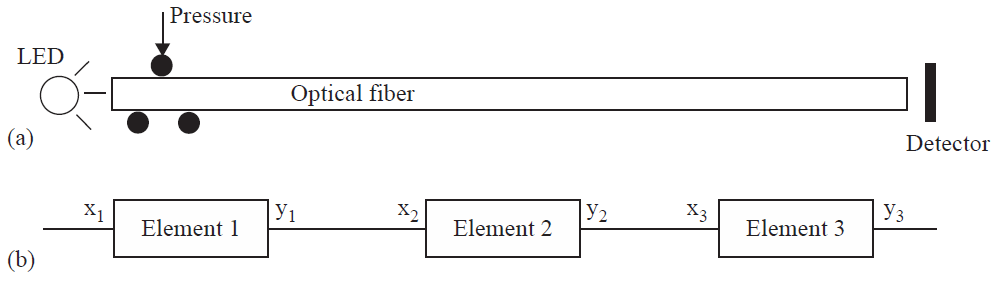 Pressure
LED
Optical fiber
(a)
Detector
x1 y1 x2 y2 x3 y3
Element 1 Element 2 Element 3
(b)